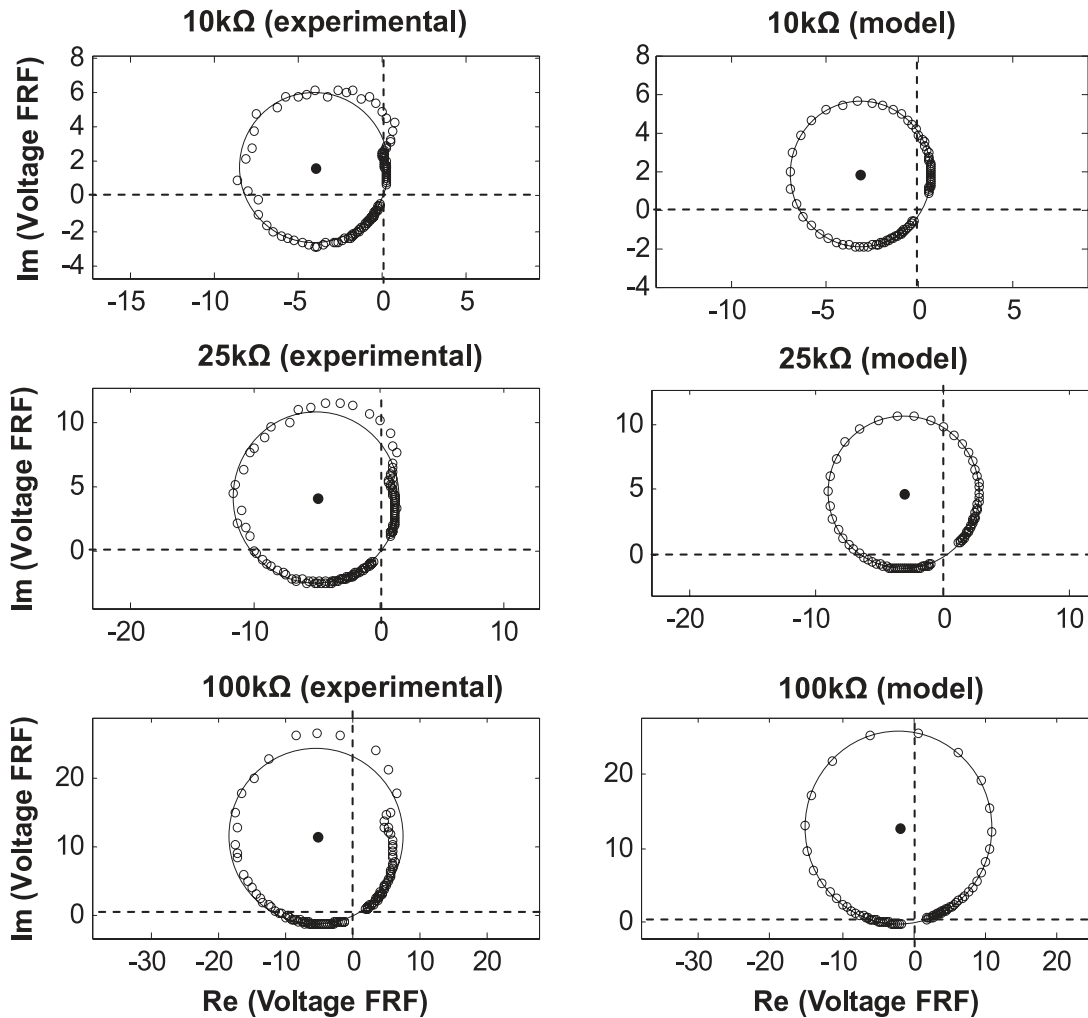 10kΩ (experimental)
8
6
4
2
0
-2
-4
-15 -10 -5 0 5
Im (Voltage FRF)
10kΩ (model)
8
6
4
2
0
-2
-4
-10 -5 0 5
25kΩ (experimental)
10
5
0
-20 -10 0 10
Im (Voltage FRF)
25kΩ (model)
10
5
0
-20 -10 0 10
100kΩ (experimental)
20
10
0
-30 -20 -10 0 10 20
Im (Voltage FRF)
Re (Voltage FRF)
100kΩ (model)
20
10
0
-30 -20 -10 0 10 20
Re (Voltage FRF)